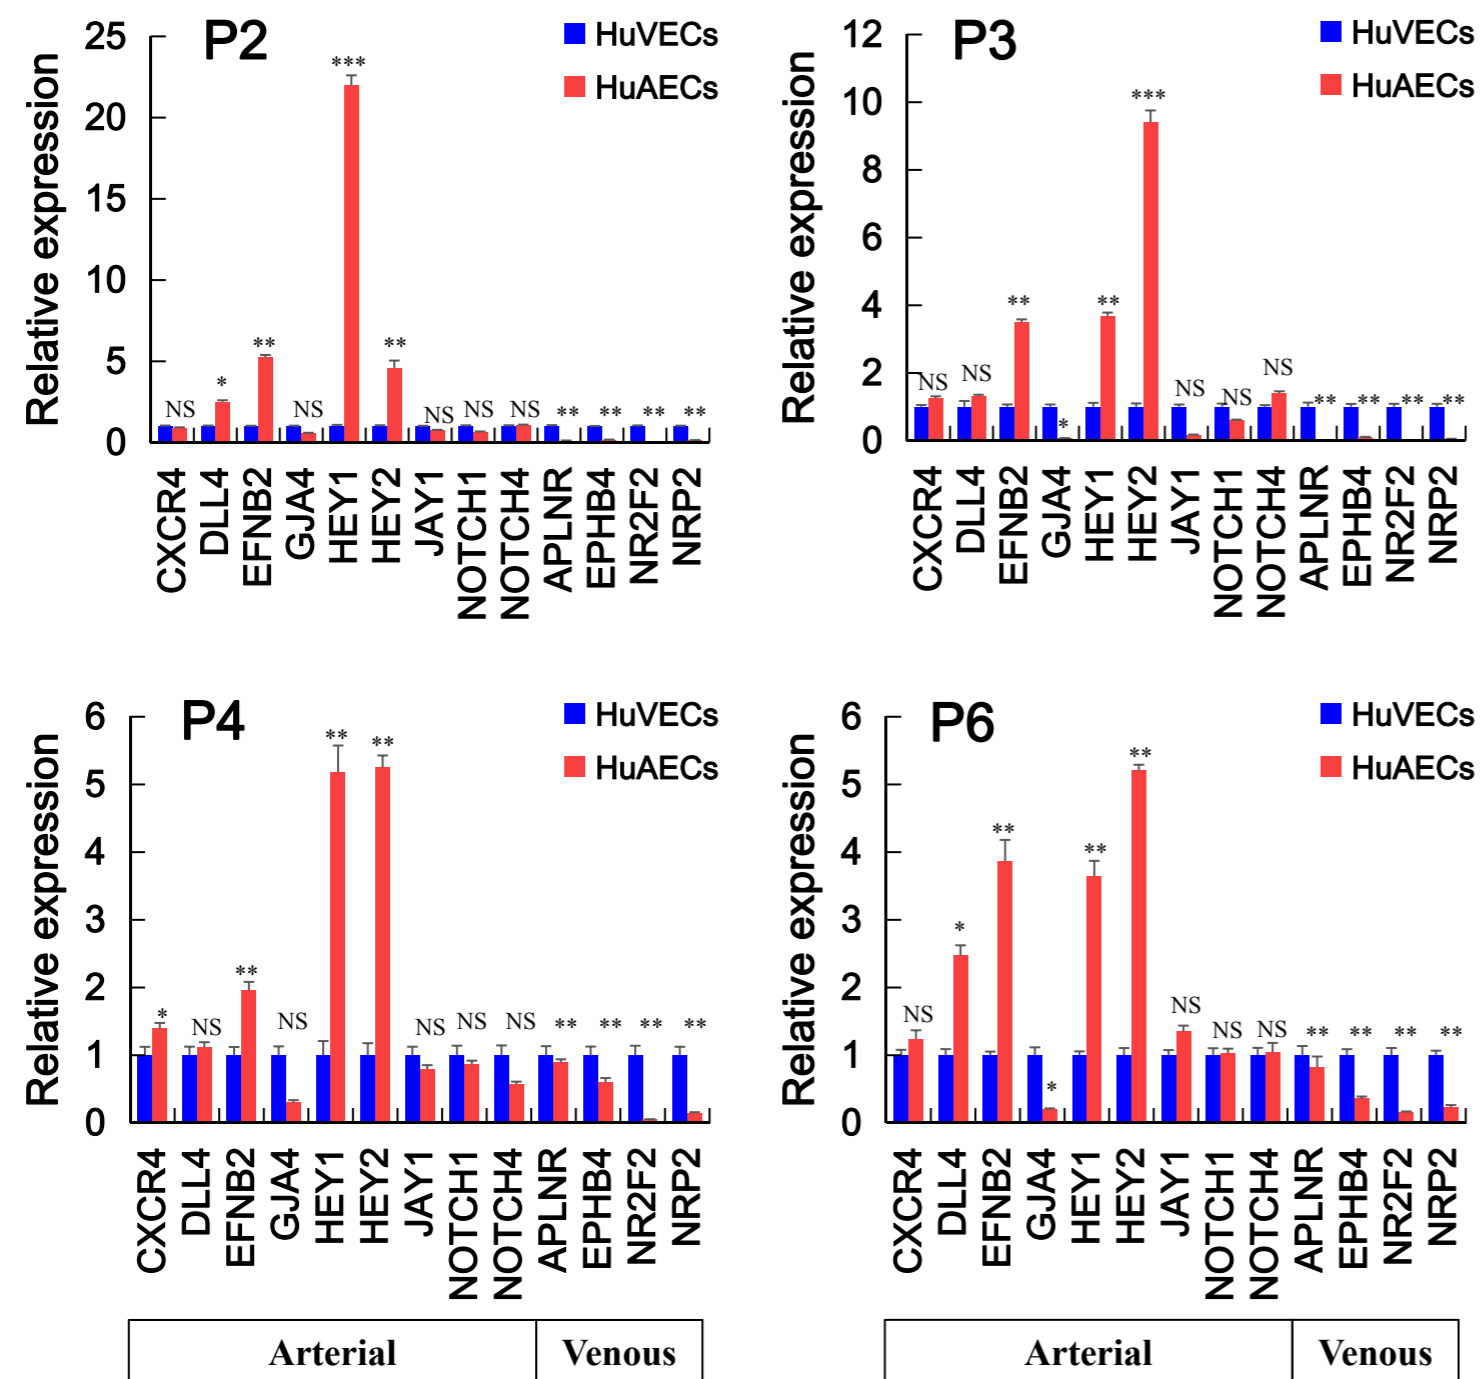 P2
HuVECs
HuAECs
Relative expression
25
20
15
10
5
0
NS
*
**
NS
***
**
NS
NS
NS
**
**
**
**
CXCR4
DLL4
EFNB2
GJA4
HEY1
HEY2
JAY1
NOTCH1
NOTCH4
APLNR
EPHB4
NR2F2
NRP2
P3
HuVECs
HuAECs
Relative expression
12
10
8
6
4
2
0
NS
NS
**
*
**
***
NS
NS
NS
**
**
**
**
CXCR4
DLL4
EFNB2
GJA4
HEY1
HEY2
JAY1
NOTCH1
NOTCH4
APLNR
EPHB4
NR2F2
NRP2
P4
HuVECs
HuAECs
Relative expression
6
5
4
3
2
1
0
*
NS
**
NS
**
**
NS
NS
NS
**
**
**
**
CXCR4
DLL4
EFNB2
GJA4
HEY1
HEY2
JAY1
NOTCH1
NOTCH4
APLNR
EPHB4
NR2F2
NRP2
Arterial
Venous
P6
HuVECs
HuAECs
Relative expression
6
5
4
3
2
1
0
NS
*
**
*
**
**
NS
NS
NS
**
**
**
**
CXCR4
DLL4
EFNB2
GJA4
HEY1
HEY2
JAY1
NOTCH1
NOTCH4
APLNR
EPHB4
NR2F2
NRP2
Arterial
Venous